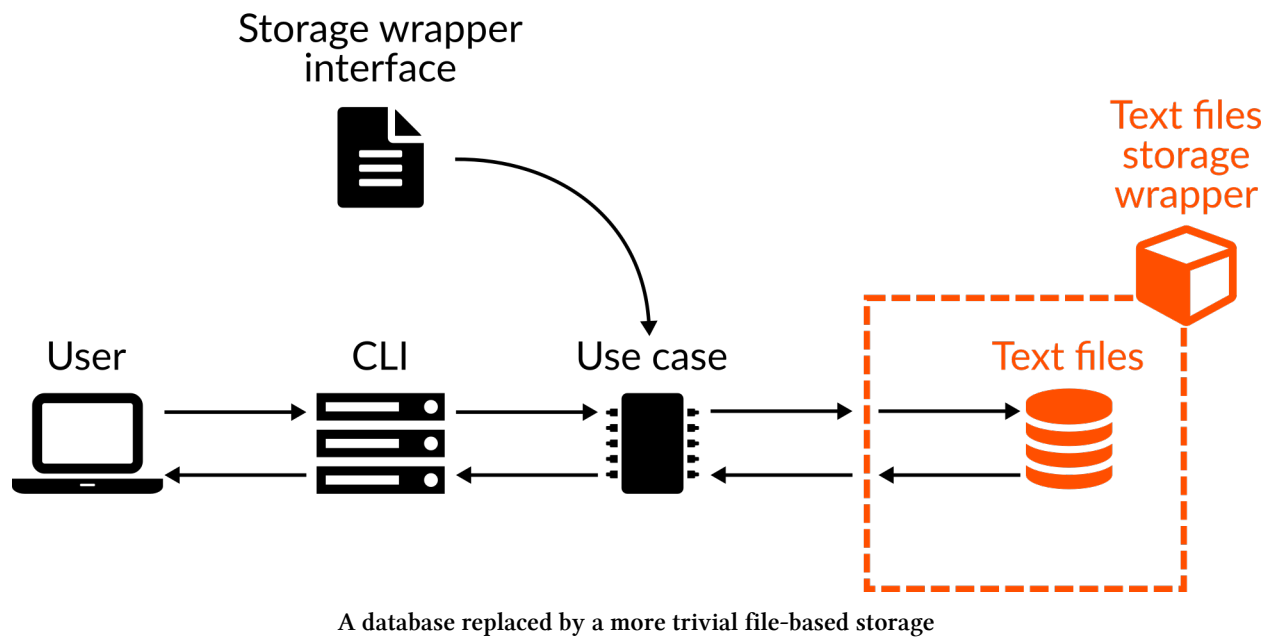 Storage wrapper
interface
Text files
storage
wrapper
User
CLI
Use case
Text files
A database replaced by a more trivial file-based storage